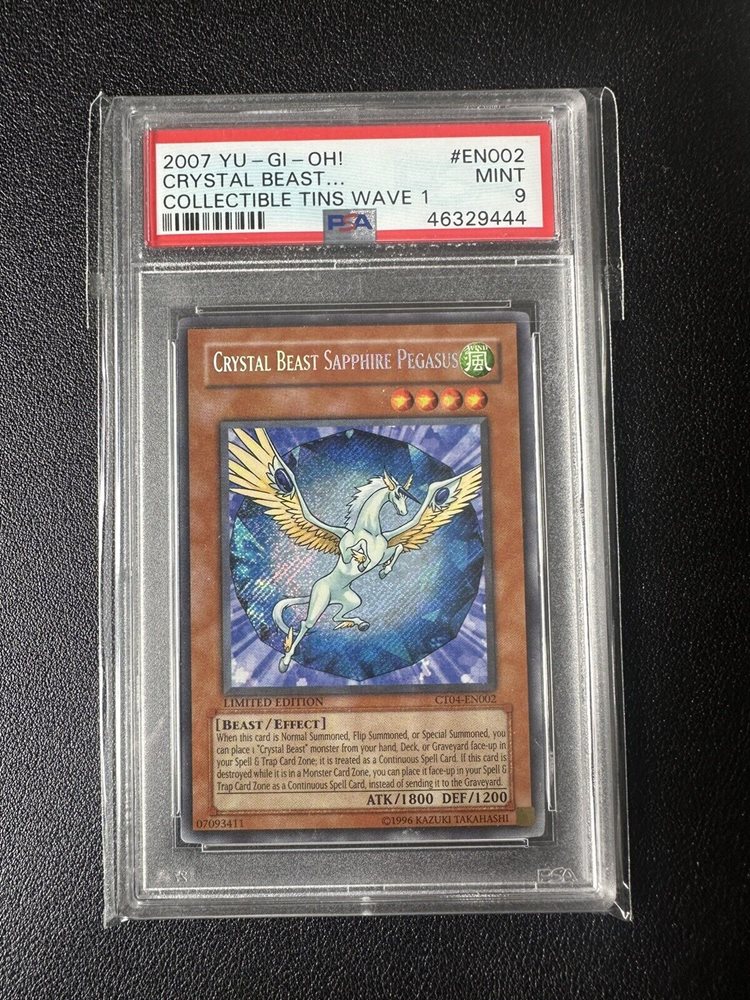 2007 YU-GI-OH! #EN002
CRYSTAL BEAST... MINT
COLLECTIBLE TINS WAVE 1 9
PSA 46329444
CRYSTAL BEAST SAPPHIRE PEGASUS
WIND
風
LIMITED EDITION CT04-EN002
[BEAST/EFFECT]
When this card is Normal Summoned, Flip Summoned, or Special Summoned, you
can place 1 "Crystal Beast" monster from your hand, Deck, or Graveyard face-up in
your Spell & Trap Card Zone; it is treated as a Continuous Spell Card. If this card is
destroyed while it is in a Monster Card Zone, you can place it face-up in your Spell &
Trap Card Zone as a Continuous Spell Card, instead of sending it to the Graveyard.
ATK/1800 DEF/1200
07093411 ©1996 KAZUKI TAKAHASHI
PSA